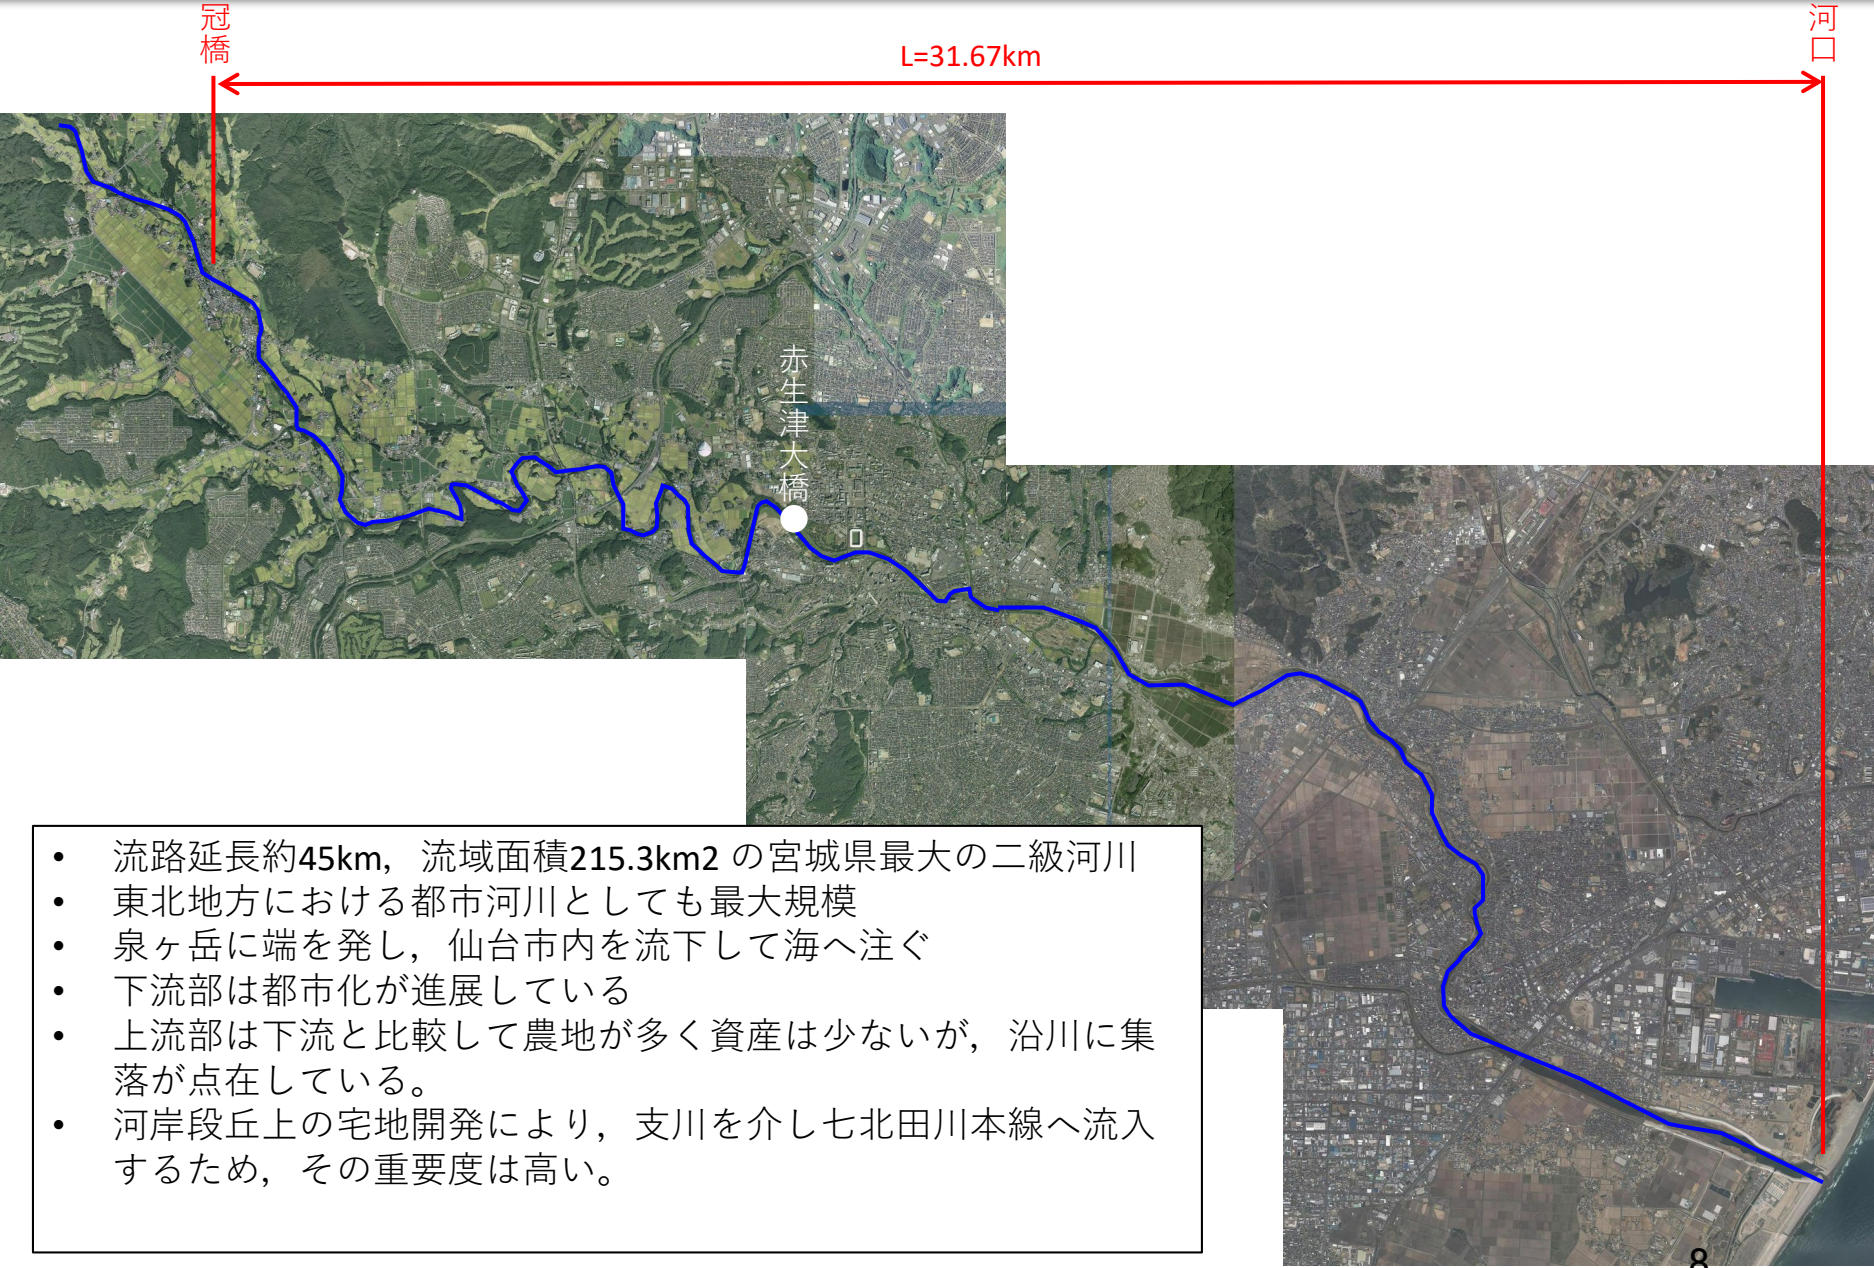 冠橋
河口
L=31.67km
赤生津大橋
• 流路延長約45km，流域面積215.3km2 の宮城県最大の二級河川
• 東北地方における都市河川としても最大規模
• 泉ヶ岳に端を発し，仙台市内を流下して海へ注ぐ
• 下流部は都市化が進展している
• 上流部は下流と比較して農地が多く資産は少ないが，沿川に集
落が点在している。
• 河岸段丘上の宅地開発により，支川を介し七北田川本線へ流入
するため，その重要度は高い。
8